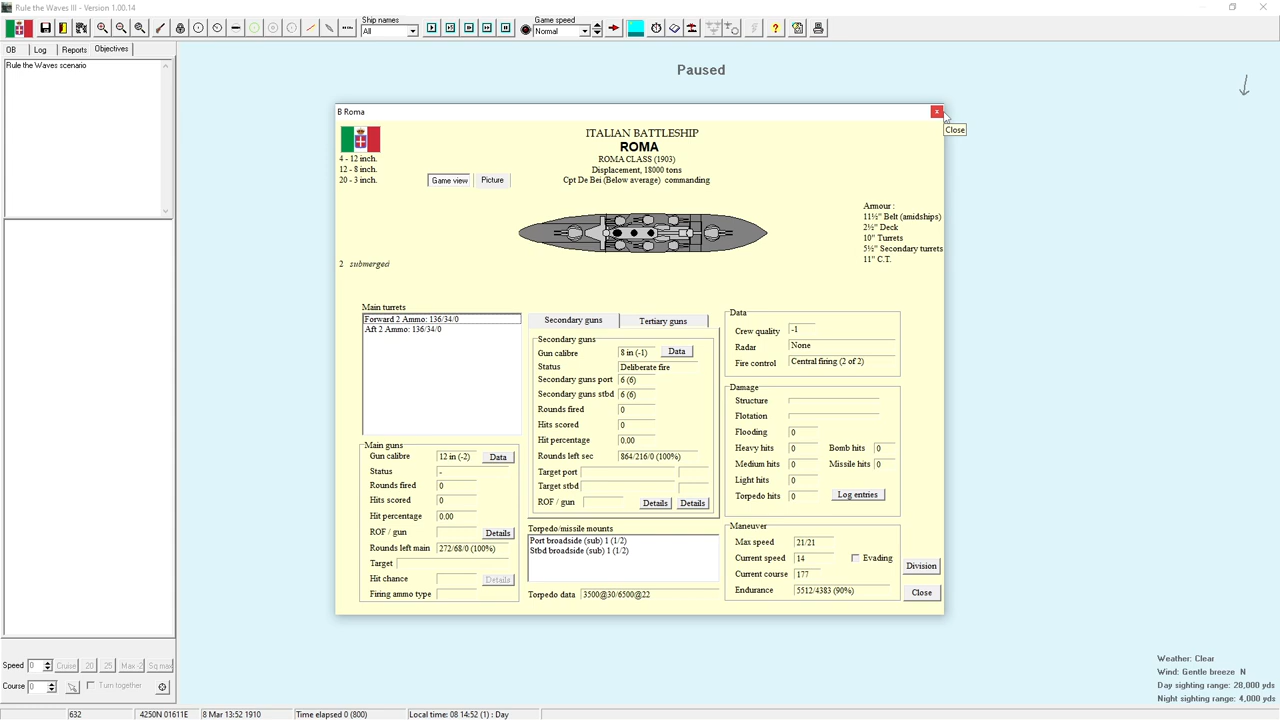 Rule the Waves III - Version 1.00.14
Ship names
All
Game speed
Normal
OB Log Reports Objectives
Rule the Waves scenario
Paused
B Roma
Close
4 - 12 inch.
12 - 8 inch.
20 - 3 inch.
ITALIAN BATTLESHIP
ROMA
ROMA CLASS (1903)
Displacement, 18000 tons
Cpt De Bei (Below average) commanding
Game view Picture
Armour :
11½" Belt (amidships)
2½" Deck
10" Turrets
5½" Secondary turrets
11" C.T.
2 submerged
Main turrets
Forward 2 Ammo: 136/34/0
Aft 2 Ammo: 136/34/0
Main guns
Gun calibre 12 in (-2) Data
Status -
Rounds fired 0
Hits scored 0
Hit percentage 0.00
ROF / gun Details
Rounds left main 272/68/0 (100%)
Target
Hit chance Details
Firing ammo type
Secondary guns Tertiary guns
Secondary guns
Gun calibre 8 in (-1) Data
Status Deliberate fire
Secondary guns port 6 (6)
Secondary guns stbd 6 (6)
Rounds fired 0
Hits scored 0
Hit percentage 0.00
Rounds left sec 864/216/0 (100%)
Target port
Target stbd
ROF / gun Details Details
Torpedo/missile mounts
Port broadside (sub) 1 (1/2)
Stbd broadside (sub) 1 (1/2)
Torpedo data 3500@30/6500@22
Data
Crew quality -1
Radar None
Fire control Central firing (2 of 2)
Damage
Structure
Flotation
Flooding 0
Heavy hits 0 Bomb hits 0
Medium hits 0 Missile hits 0
Light hits 0
Torpedo hits 0 Log entries
Maneuver
Max speed 21/21
Current speed 14 Evading
Current course 177
Endurance 5512/4383 (90%)
Division
Close
Speed 0 Cruise 20 25 Max -2 Sq max
Course 0 Turn together
Weather: Clear
Wind: Gentle breeze N
Day sighting range: 28,000 yds
Night sighting range: 4,000 yds
632 4250N 01611E 8 Mar 13:52 1910 Time elapsed 0 (800) Local time: 08 14:52 (1) : Day